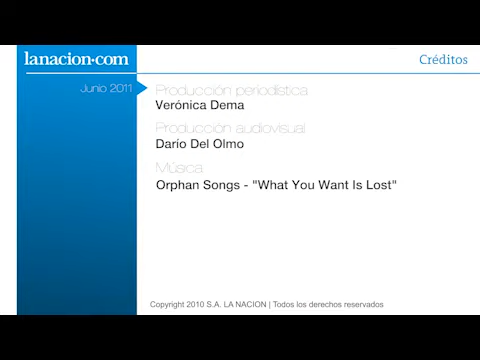 lanacion.com
Créditos
Junio 2011
Producción periodística
Verónica Dema
Producción audiovisual
Darío Del Olmo
Música
Orphan Songs - "What You Want Is Lost"
Copyright 2010 S.A. LA NACION | Todos los derechos reservados